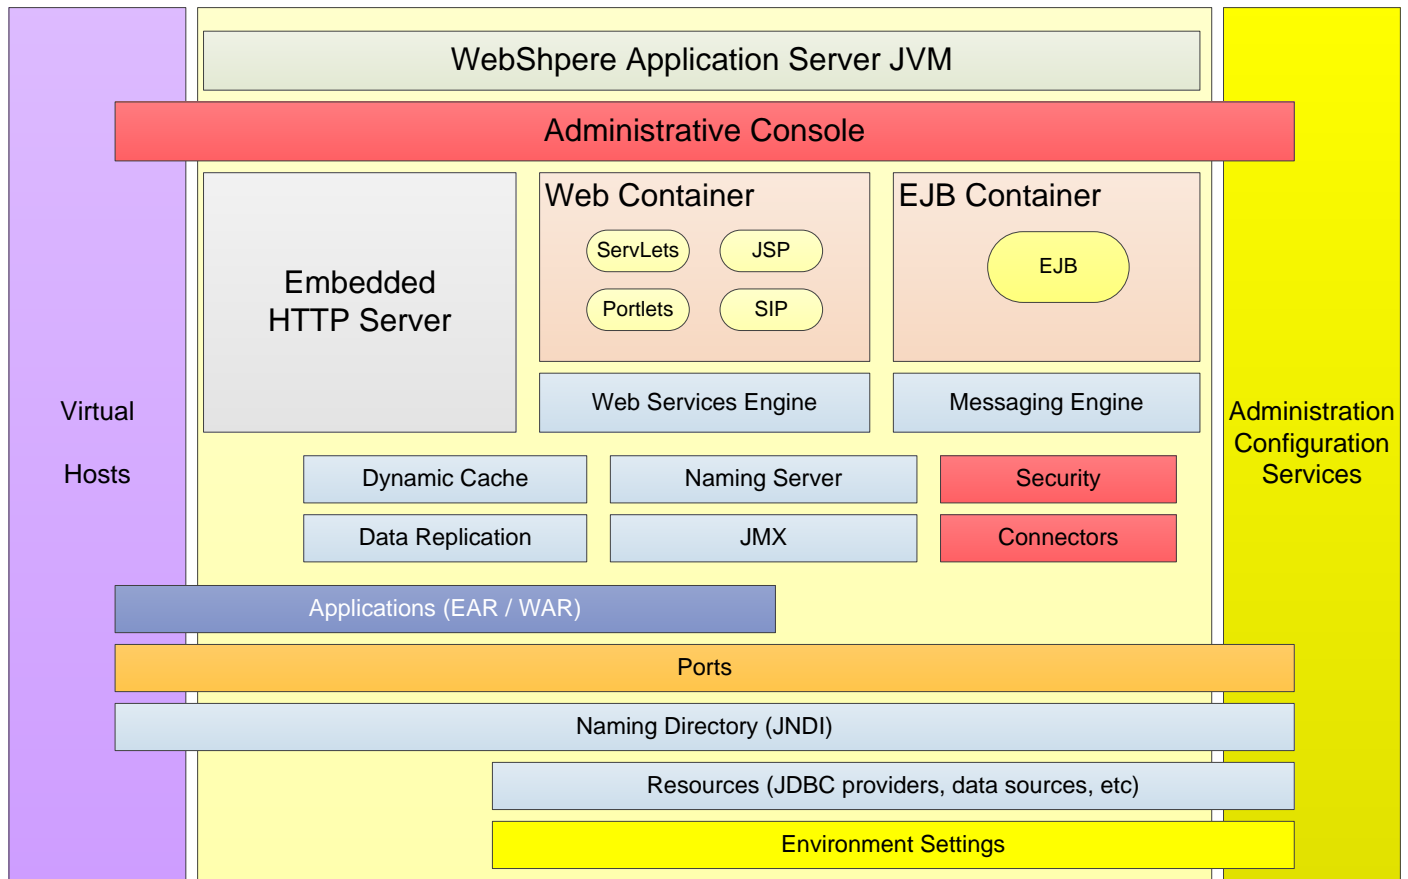 WebShpere Application Server JVM
Administrative Console
Embedded
HTTP Server
Web Container
ServLets
JSP
Portlets
SIP
EJB Container
EJB
Web Services Engine
Messaging Engine
Virtual
Hosts
Administration
Configuration
Services
Dynamic Cache
Naming Server
Security
Data Replication
JMX
Connectors
Applications (EAR / WAR)
Ports
Naming Directory (JNDI)
Resources (JDBC providers, data sources, etc)
Environment Settings